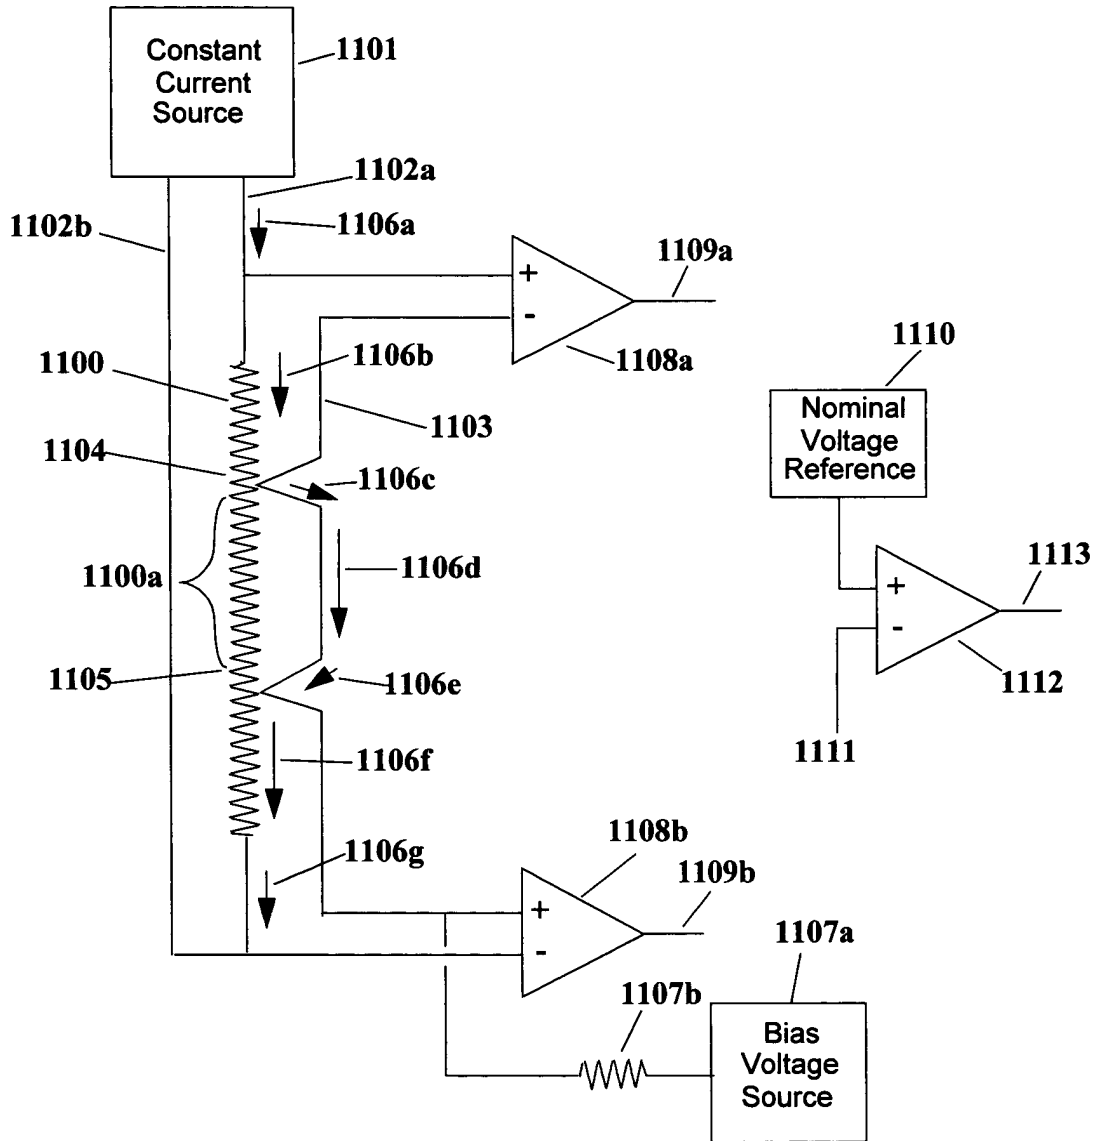 Constant
Current
Source
1101
1102a
1102b
1106a
1109a
+
-
1108a
1100
1106b
1110
1103
Nominal
Voltage
Reference
1104
1106c
1100a
1106d
1113
+
-
1105
1106e
1112
1111
1106f
1108b
1106g
1109b
+
-
1107a
1107b
Bias
Voltage
Source